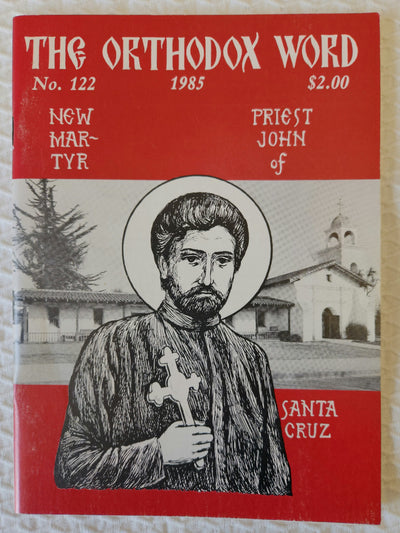 THE ORTHODOX WORD
No. 122 1985 $2.00
NEW
MAR~
TYR
PRIEST
JOHN
of
SANTA
CRUZ